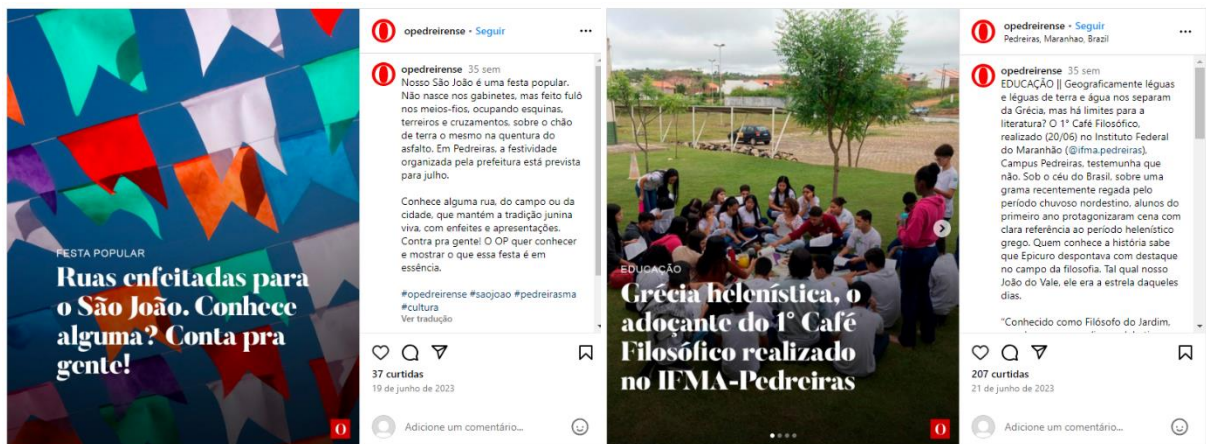 FESTA POPULAR
Ruas enfeitadas para
o São João. Conhece
alguma? Conta pra
gente!
O
opedreirense • Seguir
opedreirense 35 sem
Nosso São João é uma festa popular.
Não nasce nos gabinetes, mas feito fulô
nos meios-fios, ocupando esquinas,
terreiros e cruzamentos, sobre o chão
de terra o mesmo na quentura do
asfalto. Em Pedreiras, a festividade
organizada pela prefeitura está prevista
para julho.
Conhece alguma rua, do campo ou da
cidade, que mantém a tradição junina
viva, com enfeites e apresentações.
Contra pra gente! O OP quer conhecer
e mostrar o que essa festa é em
essência.
#opedreirense #saojoao #pedreirasma
#cultura
Ver tradução
37 curtidas
19 de junho de 2023
Adicione um comentário...
EDUCAÇÃO
Grécia helenística, o
adoçante do 1° Café
Filosófico realizado
no IFMA-Pedreiras
O
opedreirense • Seguir
Pedreiras, Maranhao, Brazil
opedreirense 35 sem
EDUCAÇÃO || Geograficamente léguas
e léguas de terra e água nos separam
da Grécia, mas há limites para a
literatura? O 1° Café Filosófico,
realizado (20/06) no Instituto Federal
do Maranhão (@ifma.pedreiras),
Campus Pedreiras, testemunha que
não. Sob o céu do Brasil, sobre uma
grama recentemente regada pelo
período chuvoso nordestino, alunos do
primeiro ano protagonizaram cena com
clara referência ao período helenístico
grego. Quem conhece a história sabe
que Epicuro despontava com destaque
no campo da filosofia. Tal qual nosso
João do Vale, ele era a estrela daqueles
dias.
"Conhecido como Filósofo do Jardim,
207 curtidas
21 de junho de 2023
Adicione um comentário...